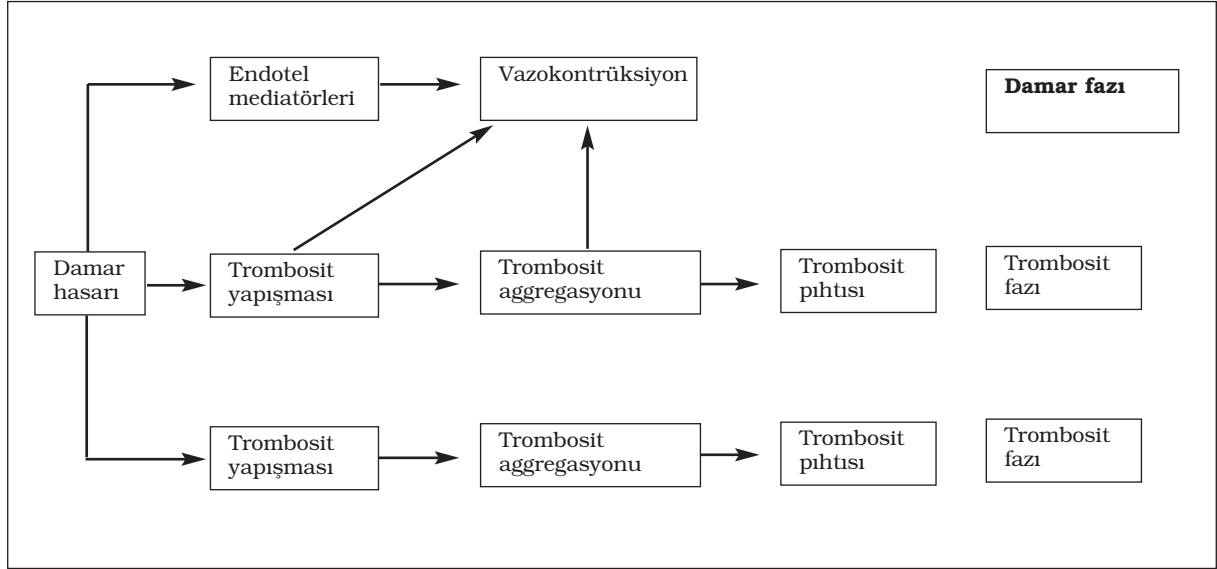 Endotel
mediatörleri
Vazokontrüksiyon
Damar fazı
Damar
hasarı
Trombosit
yapışması
Trombosit
aggregasyonu
Trombosit
pıhtısı
Trombosit
fazı
Trombosit
yapışması
Trombosit
aggregasyonu
Trombosit
pıhtısı
Trombosit
fazı